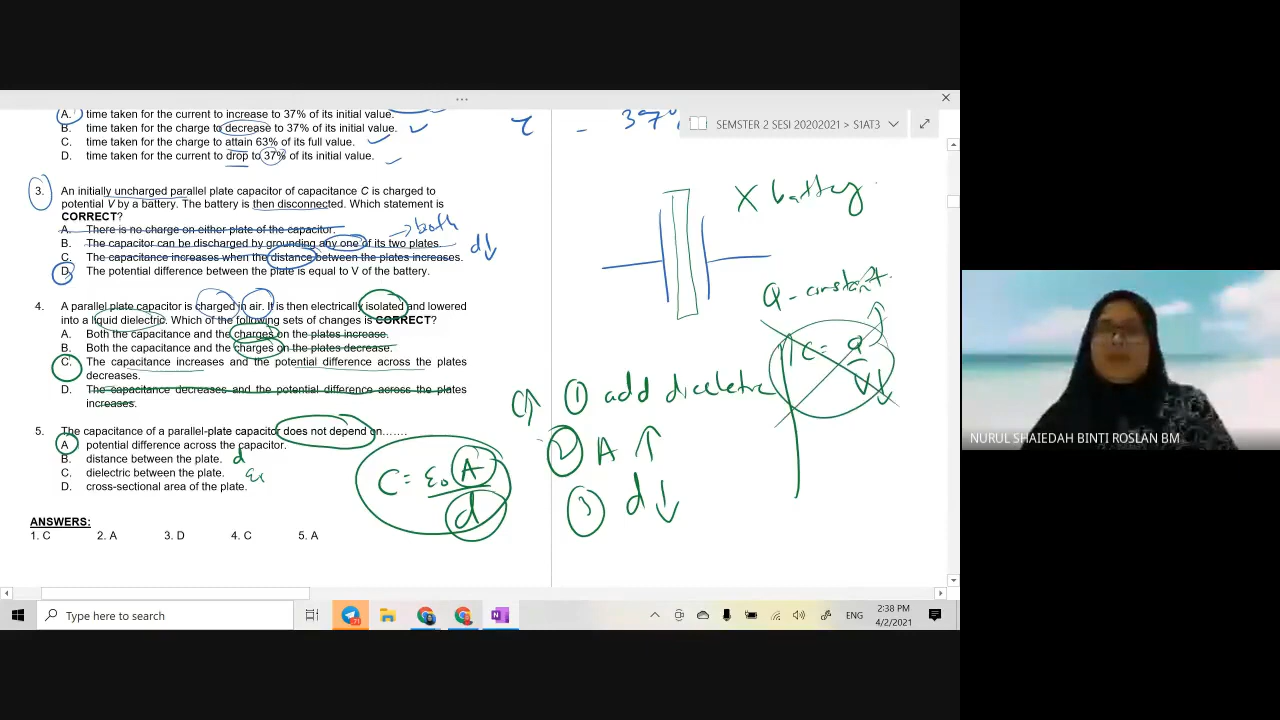 A. time taken for the current to increase to 37% of its initial value.
B. time taken for the charge to decrease to 37% of its initial value.
C. time taken for the charge to attain 63% of its full value.
D. time taken for the current to drop to 37% of its initial value.
37%
SEMSTER 2 SESI 20202021 > S1AT3
3. An initially uncharged parallel plate capacitor of capacitance C is charged to
potential V by a battery. The battery is then disconnected. Which statement is
CORRECT?
A. There is no charge on either plate of the capacitor.
B. The capacitor can be discharged by grounding any one of its two plates.
C. The capacitance increases when the distance between the plates increases.
D. The potential difference between the plate is equal to V of the battery.
→ both
d↓
X battery
4. A parallel plate capacitor is charged in air. It is then electrically isolated and lowered
into a liquid dielectric. Which of the following sets of changes is CORRECT?
A. Both the capacitance and the charges on the plates increase.
B. Both the capacitance and the charges on the plates decrease.
C. The capacitance increases and the potential difference across the plates
decreases.
D. The capacitance decreases and the potential difference across the plates
increases.
Q - constant.
↑C = Q↑
V↓
C↑ ① add dielectric
② A ↑
③ d↓
5. The capacitance of a parallel-plate capacitor does not depend on…….
A. potential difference across the capacitor.
B. distance between the plate. d
C. dielectric between the plate. εr
D. cross-sectional area of the plate.
C = ε₀ A
d
ANSWERS:
1. C 2. A 3. D 4. C 5. A
NURUL SHAIEDAH BINTI ROSLAN BM
Type here to search
ENG
2:38 PM
4/2/2021